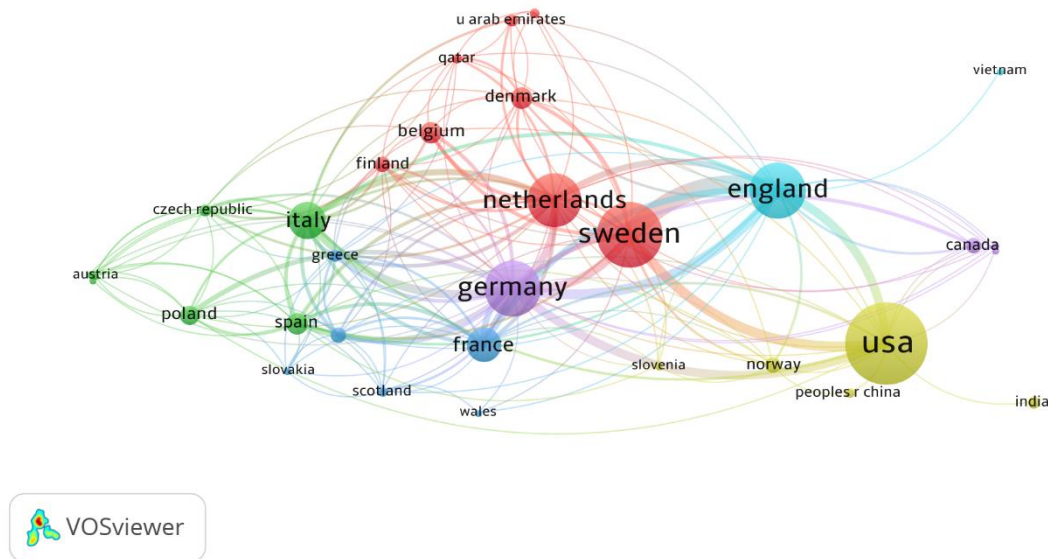 u arab emirates
qatar
vietnam
denmark
belgium
finland
england
netherlands
czech republic
italy
sweden
canada
greece
austria
germany
poland
spain
france
usa
slovakia
slovenia
norway
scotland
peoples r china
india
wales
VOSviewer